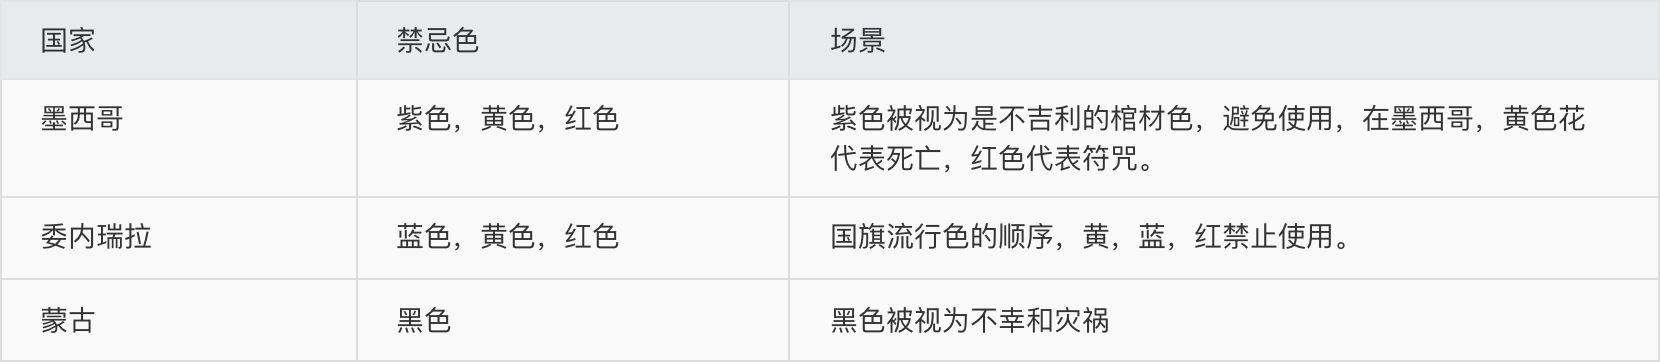 国家 禁忌色 场景
墨西哥 紫色，黄色，红色 紫色被视为是不吉利的棺材色，避免使用，在墨西哥，黄色花
代表死亡，红色代表符咒。
委内瑞拉 蓝色，黄色，红色 国旗流行色的顺序，黄，蓝，红禁止使用。
蒙古 黑色 黑色被视为不幸和灾祸